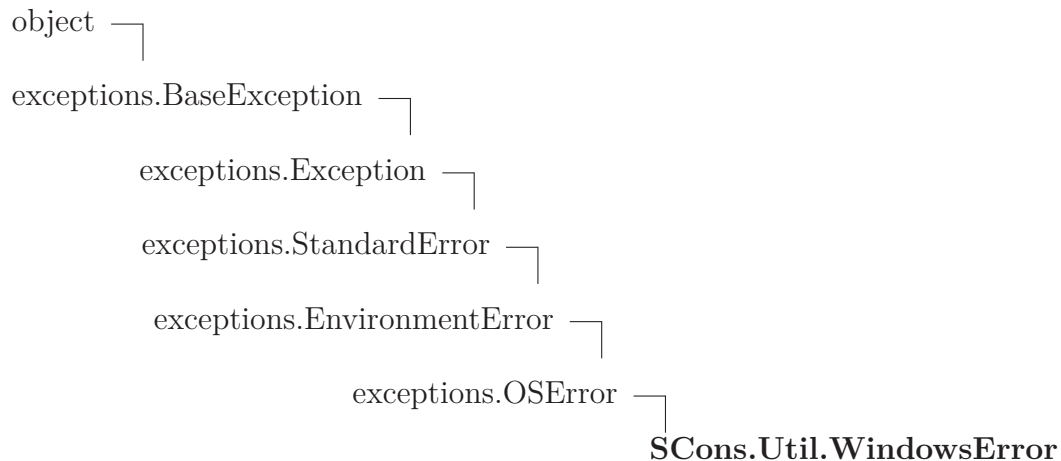 object
exceptions.BaseException
exceptions.Exception
exceptions.StandardError
exceptions.EnvironmentError
exceptions.OSError
SCons.Util.WindowsError